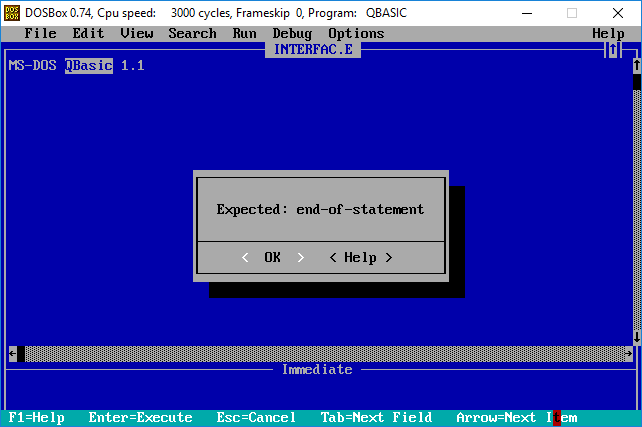 DOS BOX DOSBox 0.74, Cpu speed: 3000 cycles, Frameskip 0, Program: QBASIC
File Edit View Search Run Debug Options Help
INTERFAC.E
MS-DOS QBasic 1.1
Expected: end-of-statement
< OK > < Help >
Immediate
F1=Help Enter=Execute Esc=Cancel Tab=Next Field Arrow=Next Item